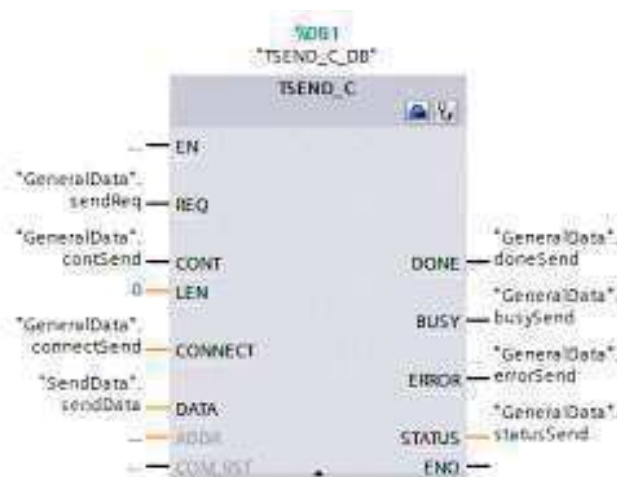 %DB1
"TSEND_C_DB"
TSEND_C
... EN
"GeneralData".
sendReq REQ
"GeneralData".
contSend CONT
0 LEN
"GeneralData".
connectSend CONNECT
"SendData".
sendData DATA
... ADDR
... COM_RST
DONE "GeneralData".
doneSend
BUSY "GeneralData".
busySend
ERROR "GeneralData".
errorSend
STATUS "GeneralData".
statusSend
ENO